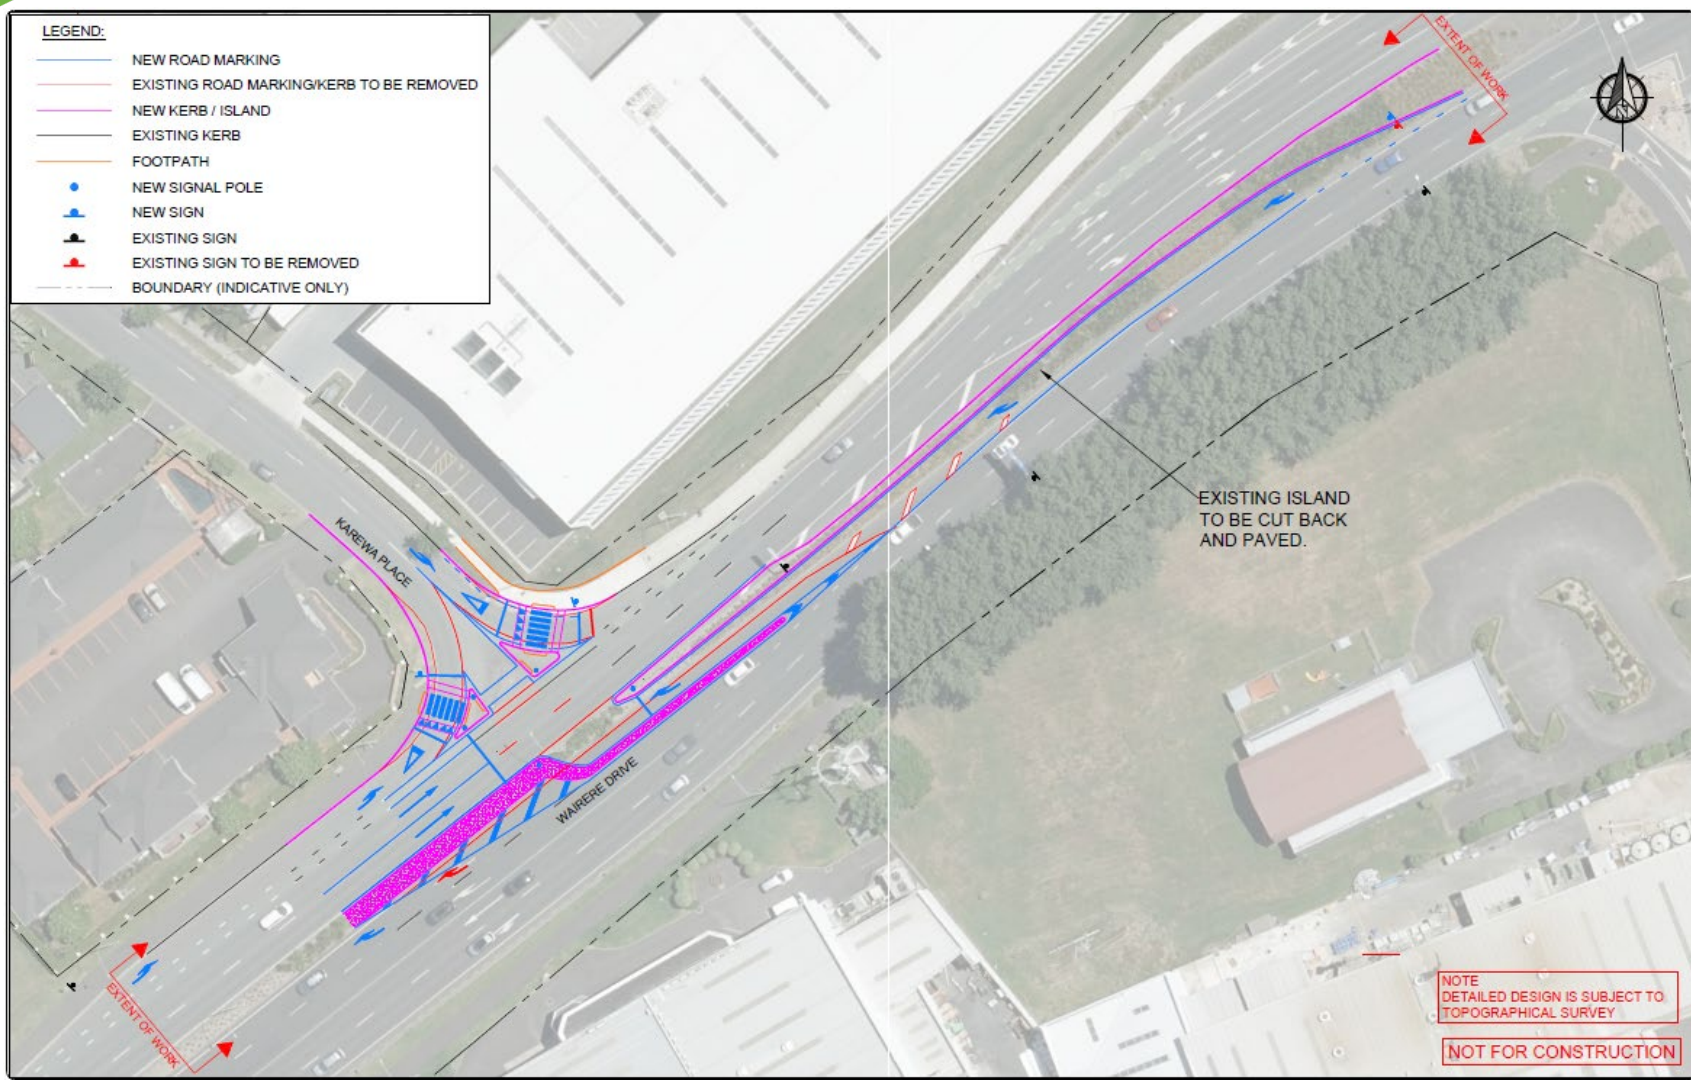 LEGEND:
NEW ROAD MARKING
EXISTING ROAD MARKING/KERB TO BE REMOVED
NEW KERB / ISLAND
EXISTING KERB
FOOTPATH
NEW SIGNAL POLE
NEW SIGN
EXISTING SIGN
EXISTING SIGN TO BE REMOVED
BOUNDARY (INDICATIVE ONLY)
EXTENT OF WORK
N
EXISTING ISLAND
TO BE CUT BACK
AND PAVED.
KAREWA PLACE
WAIRERE DRIVE
EXTENT OF WORK
NOTE
DETAILED DESIGN IS SUBJECT TO
TOPOGRAPHICAL SURVEY
NOT FOR CONSTRUCTION